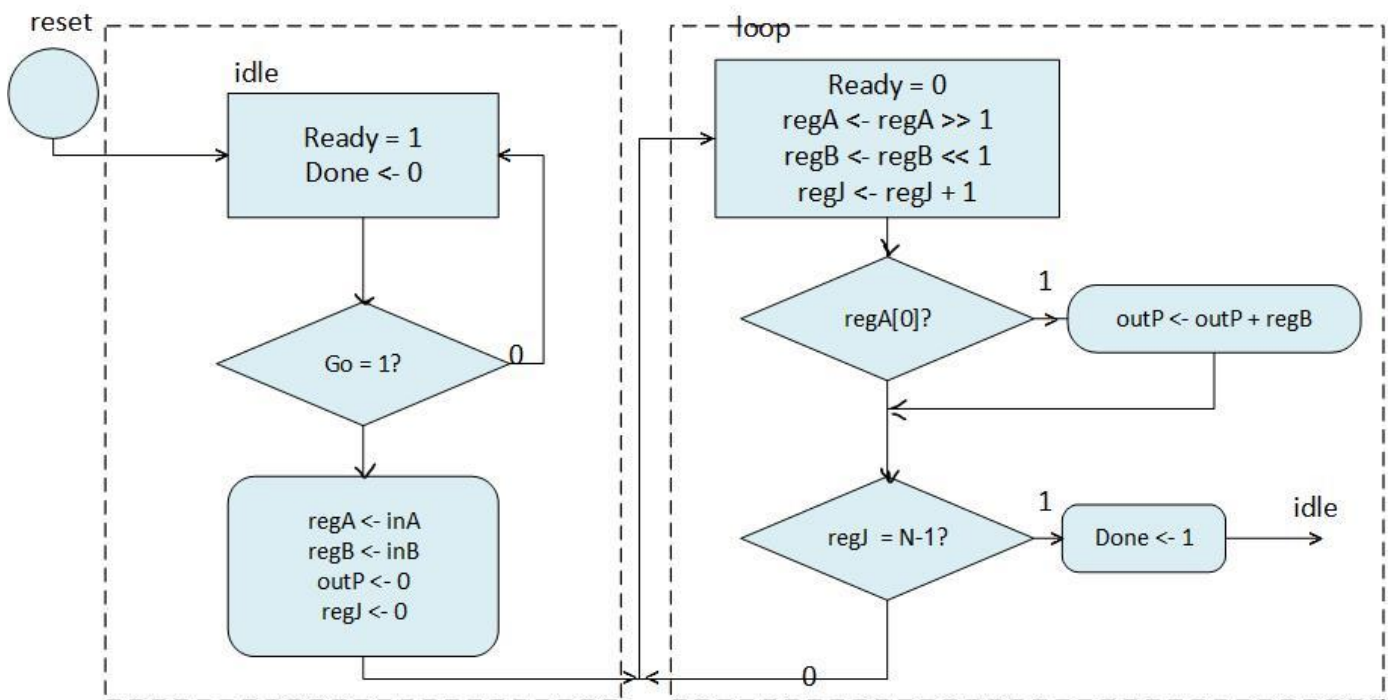 reset
idle
Ready = 1
Done <- 0
Go = 1?
0
regA <- inA
regB <- inB
outP <- 0
regJ <- 0
loop
Ready = 0
regA <- regA >> 1
regB <- regB << 1
regJ <- regJ + 1
regA[0]?
1
outP <- outP + regB
regJ = N-1?
1
Done <- 1
idle
0